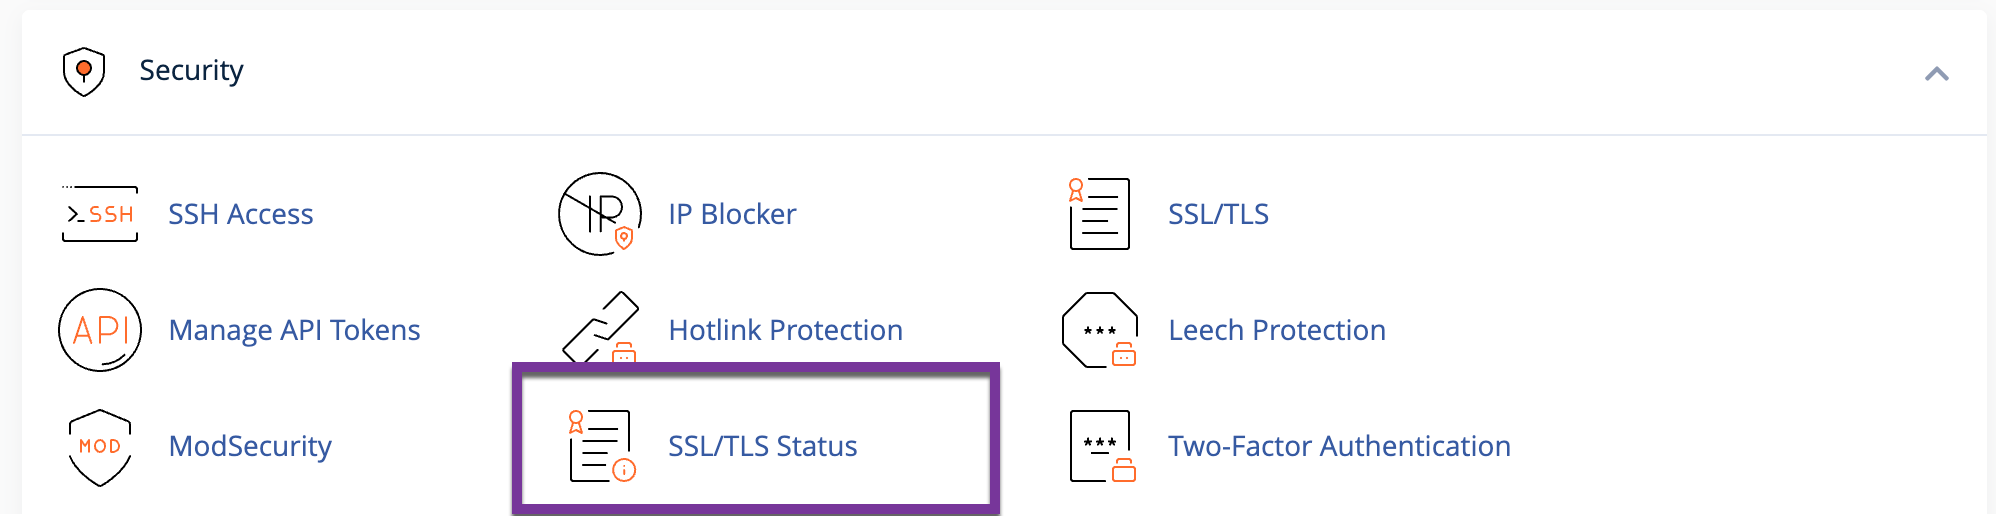 Security
>_SSH SSH Access
IP IP Blocker
SSL/TLS
API Manage API Tokens
Hotlink Protection
*** Leech Protection
MOD ModSecurity
SSL/TLS Status
*** Two-Factor Authentication